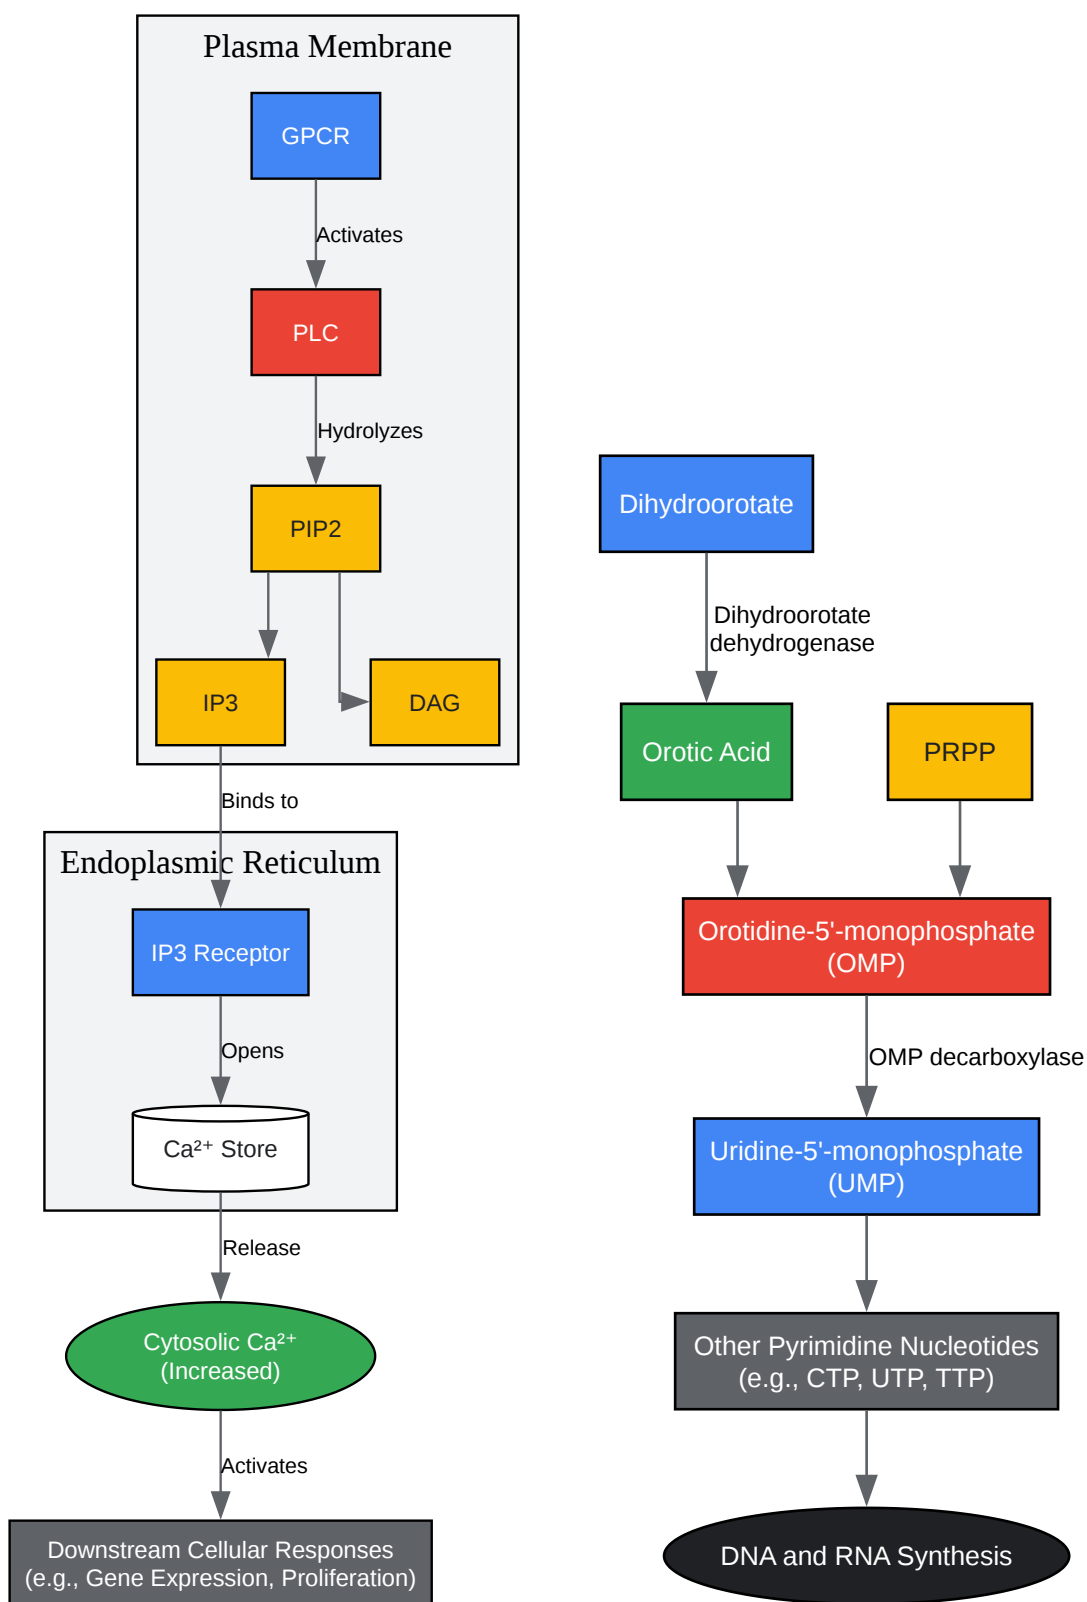 Plasma Membrane
GPCR
Activates
PLC
Hydrolyzes
PIP2
IP3
DAG
Binds to
Endoplasmic Reticulum
IP3 Receptor
Opens
Ca²⁺ Store
Release
Cytosolic Ca²⁺
(Increased)
Activates
Downstream Cellular Responses
(e.g., Gene Expression, Proliferation)
Dihydroorotate
Dihydroorotate
dehydrogenase
Orotic Acid
PRPP
Orotidine-5'-monophosphate
(OMP)
OMP decarboxylase
Uridine-5'-monophosphate
(UMP)
Other Pyrimidine Nucleotides
(e.g., CTP, UTP, TTP)
DNA and RNA Synthesis